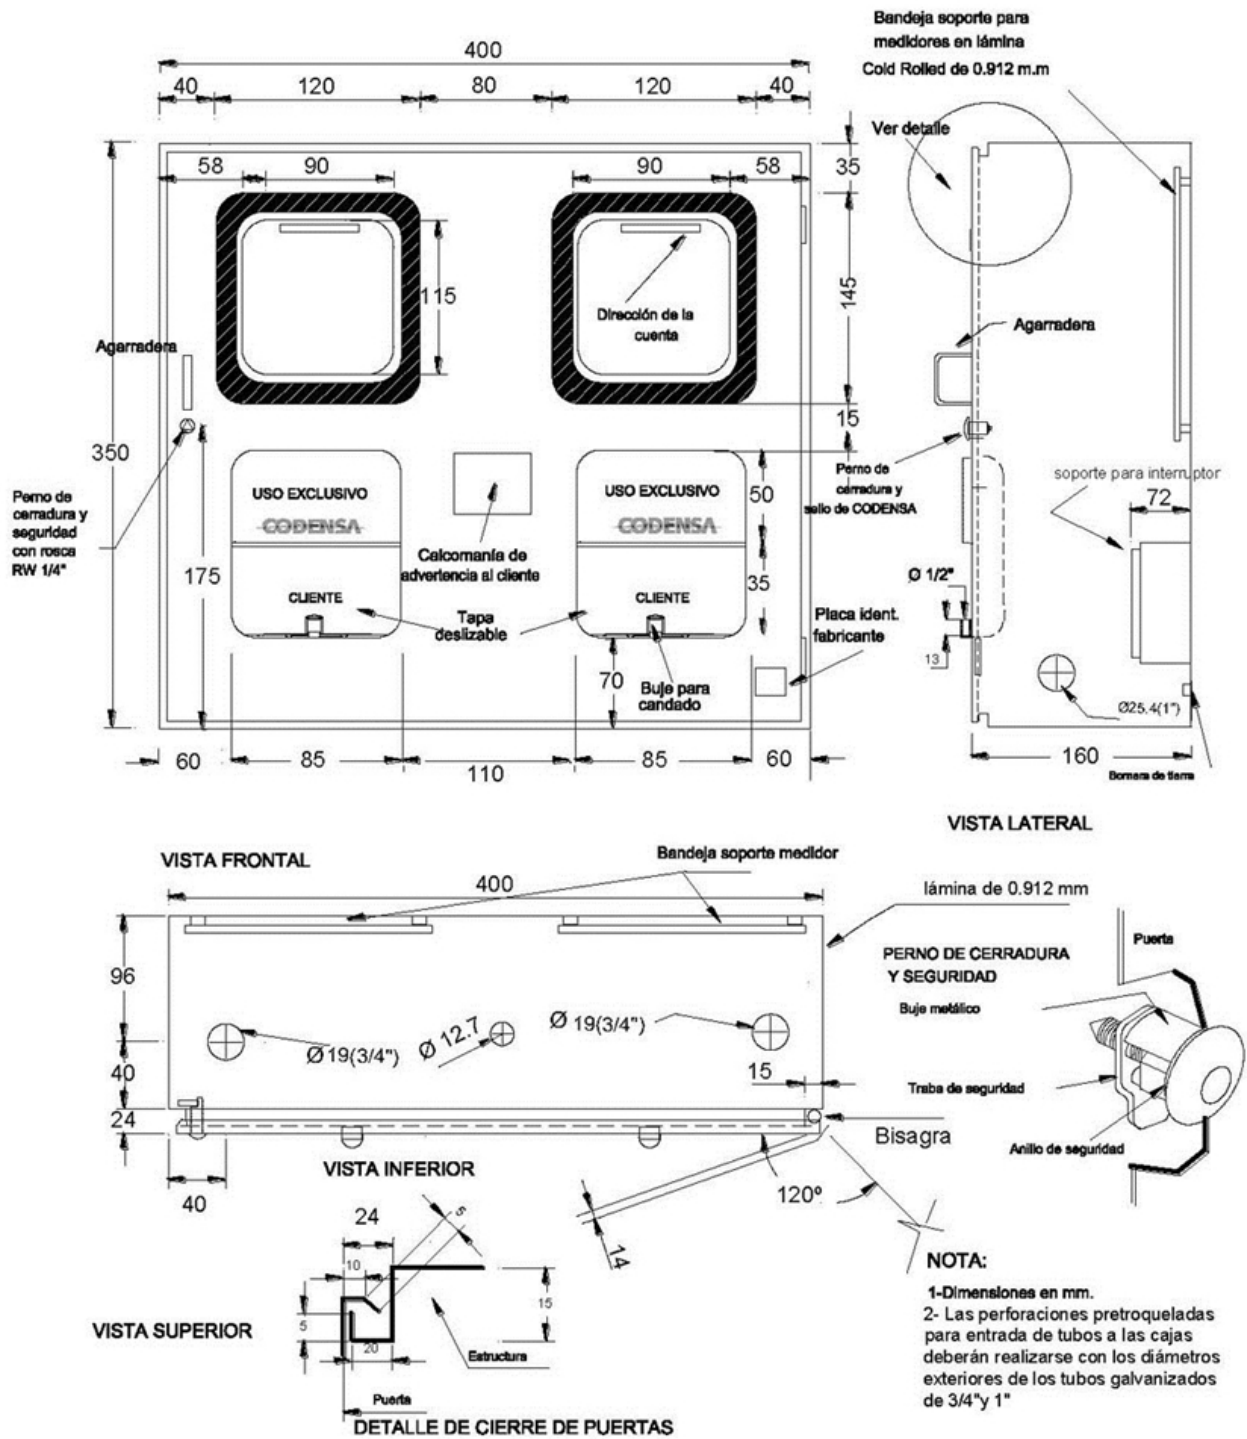 Bandeja soporte para
medidores en lámina
Cold Rolled de 0.912 m.m
400
40
120
80
120
40
Ver detalle
58
90
90
58
35
115
145
Dirección de la
cuenta
Agarradera
Agarradera
15
350
Perno de
cerradura y
seguridad
con rosca
RW 1/4"
USO EXCLUSIVO
CODENSA
USO EXCLUSIVO
CODENSA
50
Perno de
cerradura y
sello de CODENSA
soporte para interruptor
72
Calcomanía de
advertencia al cliente
175
35
Ø 1/2"
CLIENTE
CLIENTE
Tapa
deslizable
Placa ident.
fabricante
13
70
Buje para
candado
Ø25.4(1")
60
85
110
85
60
160
Bornera de tierra
VISTA LATERAL
VISTA FRONTAL
Bandeja soporte medidor
400
lámina de 0.912 mm
96
PERNO DE CERRADURA
Y SEGURIDAD
Puerta
Buje metálico
Ø 19(3/4")
Ø 12.7
Ø 19(3/4")
40
15
Traba de seguridad
24
Bisagra
Anillo de seguridad
VISTA INFERIOR
40
120º
14
24
5
10
15
5
20
Estructura
VISTA SUPERIOR
Puerta
DETALLE DE CIERRE DE PUERTAS
NOTA:
1-Dimensiones en mm.
2- Las perforaciones pretroqueladas
para entrada de tubos a las cajas
deberán realizarse con los diámetros
exteriores de los tubos galvanizados
de 3/4"y 1"